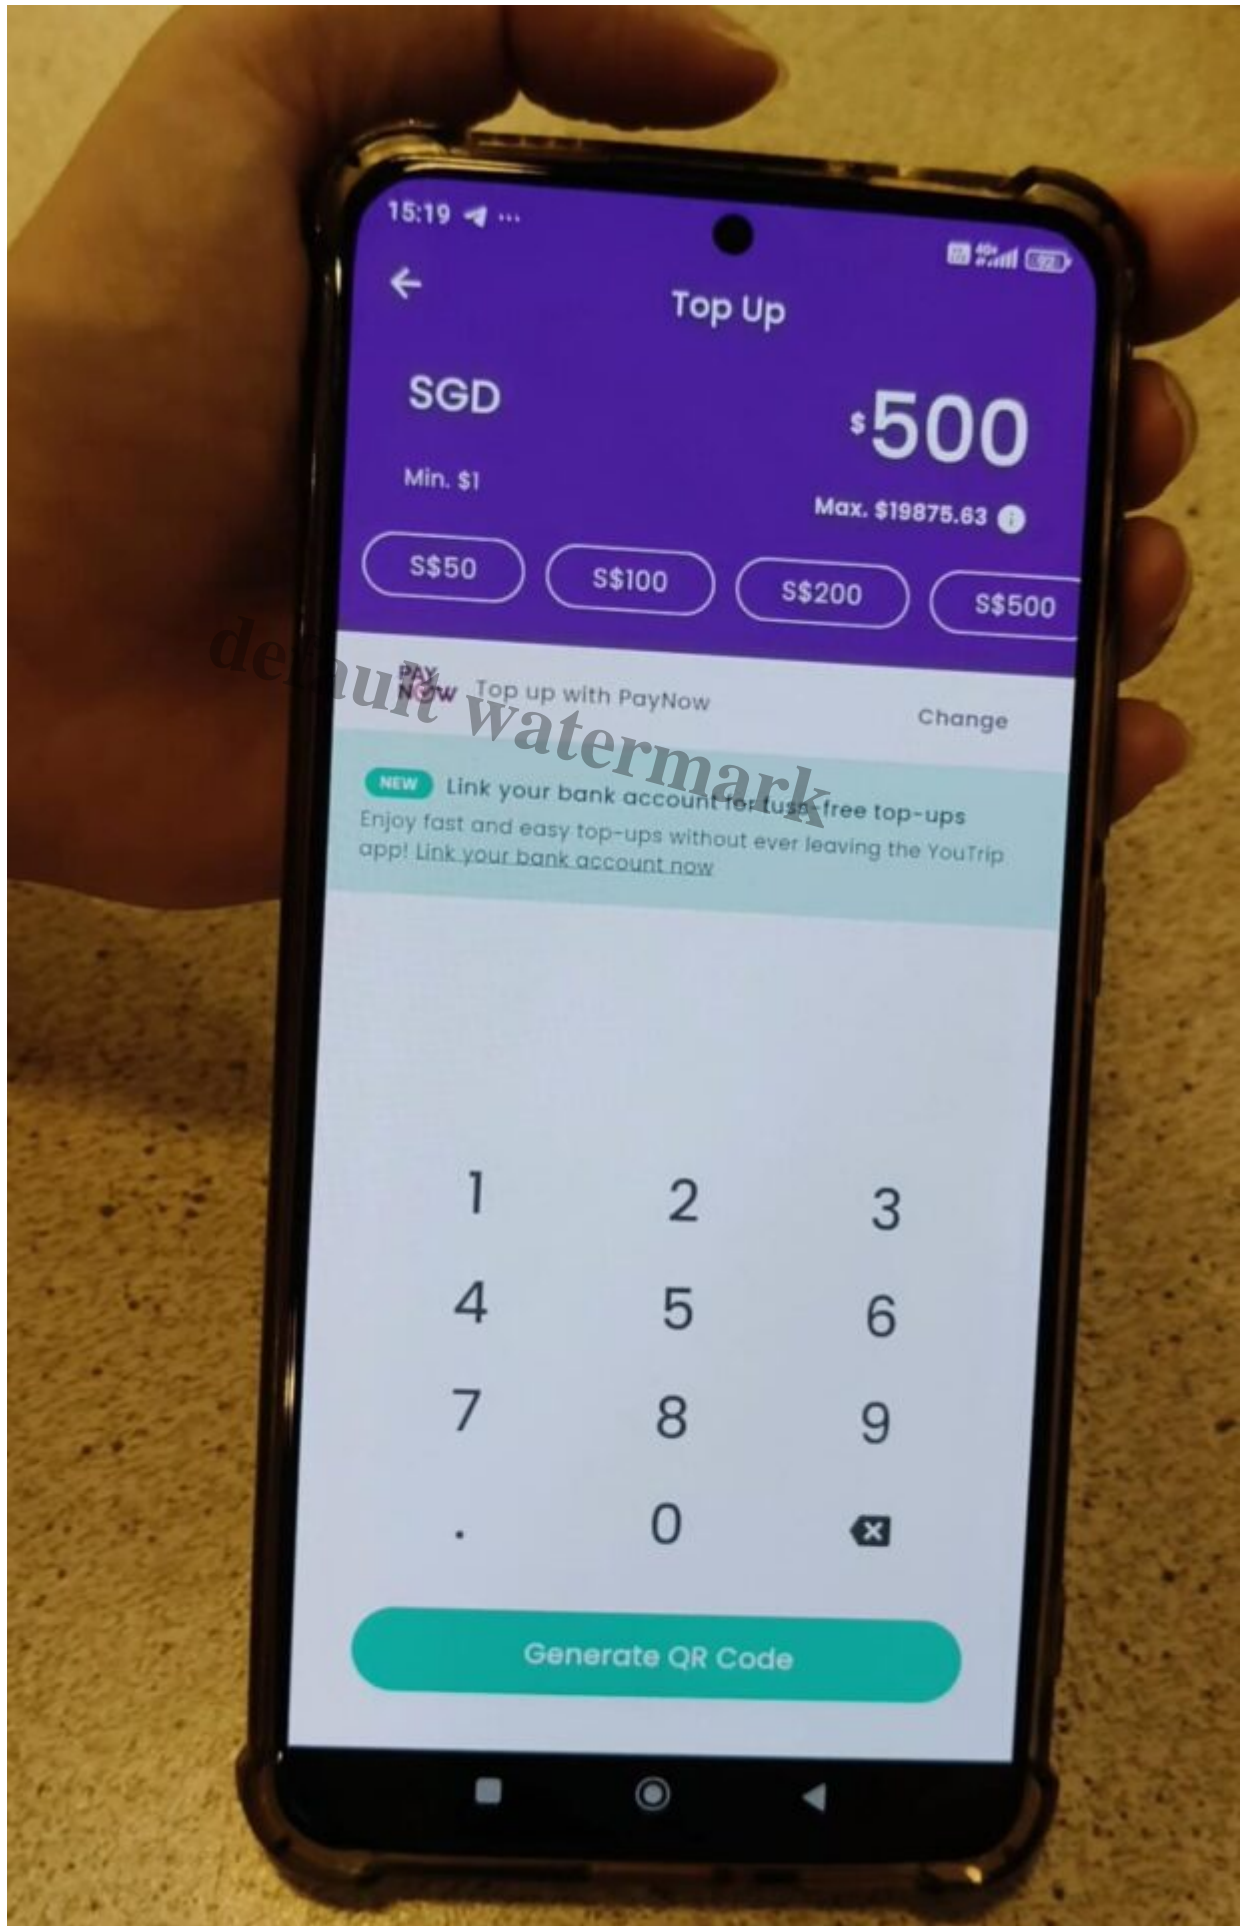 15:19
92
Top Up
SGD
$500
Min. $1
Max. $19875.63
S$50 S$100 S$200 S$500
PAY
NOW
Top up with PayNow
Change
NEW Link your bank account for fuss-free top-ups
Enjoy fast and easy top-ups without ever leaving the YouTrip
app! Link your bank account now
default watermark
1 2 3
4 5 6
7 8 9
. 0
Generate QR Code